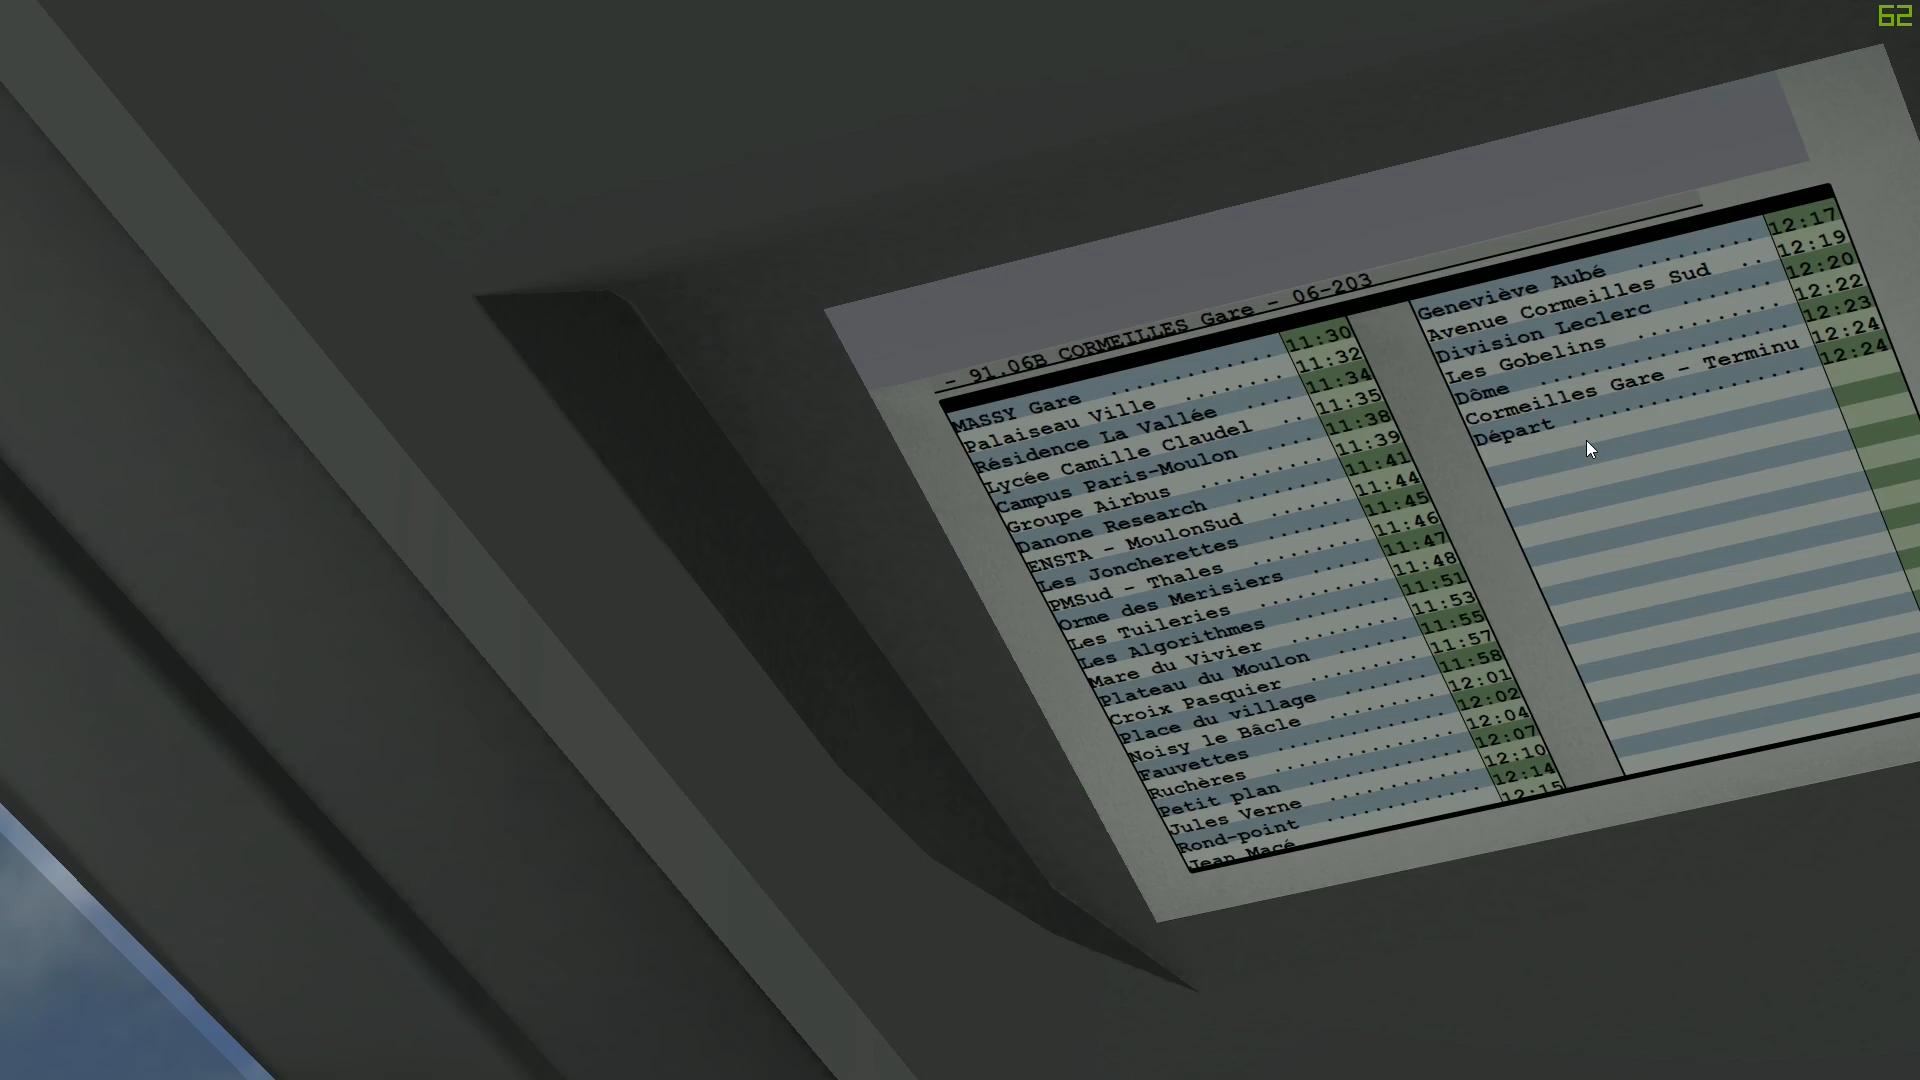 62
- 91.06B CORMEILLES Gare - 06-203
MASSY Gare .............. 11:30
Palaiseau Ville ......... 11:32
Résidence La Vallée ..... 11:34
Lycée Camille Claudel ... 11:35
Campus Paris-Moulon ..... 11:38
Groupe Airbus ........... 11:39
Danone Research ......... 11:41
ENSTA - MoulonSud ....... 11:44
Les Joncherettes ........ 11:45
PMSud - Thales .......... 11:46
Orme des Merisiers ...... 11:47
Les Tuileries ........... 11:48
Les Algorithmes ......... 11:51
Mare du Vivier .......... 11:53
Plateau du Moulon ....... 11:55
Croix Pasquier .......... 11:57
Place du village ........ 11:58
Noisy le Bâcle .......... 12:01
Fauvettes ............... 12:02
Ruchères ................ 12:04
Petit plan .............. 12:07
Jules Verne ............. 12:10
Rond-point .............. 12:14
Jean Macé 12:15
Geneviève Aubé .......... 12:17
Avenue Cormeilles Sud .. 12:19
Division Leclerc ........ 12:20
Les Gobelins ............ 12:22
Dôme .................... 12:23
Cormeilles Gare - Terminu 12:24
Départ .................. 12:24